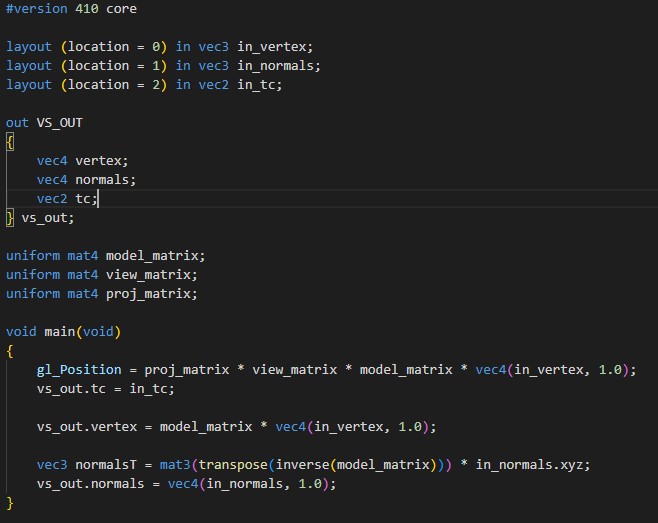 #version 410 core
layout (location = 0) in vec3 in_vertex;
layout (location = 1) in vec3 in_normals;
layout (location = 2) in vec2 in_tc;
out VS_OUT
{
    vec4 vertex;
    vec4 normals;
    vec2 tc;
} vs_out;
uniform mat4 model_matrix;
uniform mat4 view_matrix;
uniform mat4 proj_matrix;
void main(void)
{
    gl_Position = proj_matrix * view_matrix * model_matrix * vec4(in_vertex, 1.0);
    vs_out.tc = in_tc;
    vs_out.vertex = model_matrix * vec4(in_vertex, 1.0);
    vec3 normalsT = mat3(transpose(inverse(model_matrix))) * in_normals.xyz;
    vs_out.normals = vec4(in_normals, 1.0);
}